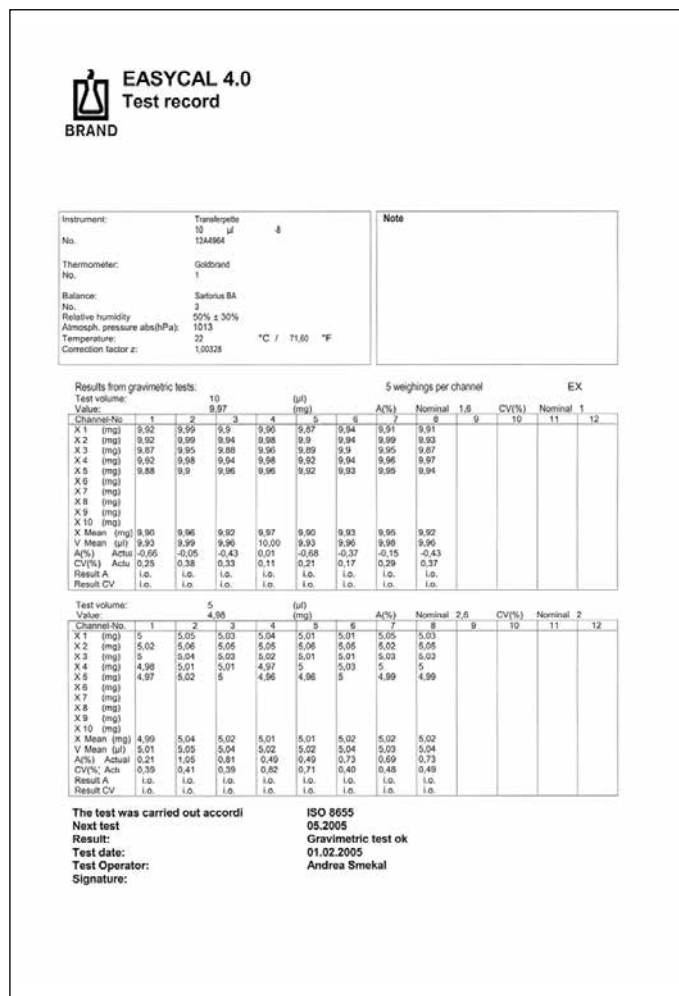 EASYCAL 4.0
Test record
BRAND
Instrument: Transferpette
10 µl -8
No. 12A4964
Thermometer: Goldbrand
No. 1
Balance: Sartorius BA
No. 3
Relative humidity 50% ± 30%
Atmosph. pressure abs(hPa): 1013
Temperature: 22 °C / 71,60 °F
Correction factor z: 1,00328
Note
Results from gravimetric tests: 5 weighings per channel EX
Test volume: 10 (µl)
Value: 9,97 (mg) A(%) Nominal 1,6 CV(%) Nominal 1
Channel-No 1 2 3 4 5 6 7 8 9 10 11 12
X 1 (mg) 9,92 9,99 9,9 9,96 9,87 9,94 9,91 9,91
X 2 (mg) 9,92 9,99 9,94 9,98 9,9 9,94 9,99 9,93
X 3 (mg) 9,87 9,95 9,88 9,96 9,89 9,9 9,95 9,87
X 4 (mg) 9,92 9,98 9,94 9,98 9,92 9,94 9,96 9,97
X 5 (mg) 9,88 9,9 9,96 9,96 9,92 9,93 9,95 9,94
X 6 (mg)
X 7 (mg)
X 8 (mg)
X 9 (mg)
X 10 (mg)
X Mean (mg) 9,90 9,96 9,92 9,97 9,90 9,93 9,95 9,92
V Mean (µl) 9,93 9,99 9,96 10,00 9,93 9,96 9,98 9,96
A(%) Actu -0,66 -0,05 -0,43 0,01 -0,68 -0,37 -0,15 -0,43
CV(%) Actu 0,25 0,38 0,33 0,11 0,21 0,17 0,29 0,37
Result A i.o. i.o. i.o. i.o. i.o. i.o. i.o. i.o.
Result CV i.o. i.o. i.o. i.o. i.o. i.o. i.o. i.o.
Test volume: 5 (µl)
Value: 4,98 (mg) A(%) Nominal 2,6 CV(%) Nominal 2
Channel-No. 1 2 3 4 5 6 7 8 9 10 11 12
X 1 (mg) 5 5,05 5,03 5,04 5,01 5,01 5,05 5,03
X 2 (mg) 5,02 5,06 5,05 5,05 5,06 5,05 5,02 5,05
X 3 (mg) 5 5,04 5,03 5,02 5,01 5,01 5,03 5,03
X 4 (mg) 4,98 5,01 5,01 4,97 5 5,03 5 5
X 5 (mg) 4,97 5,02 5 4,96 4,96 5 4,99 4,99
X 6 (mg)
X 7 (mg)
X 8 (mg)
X 9 (mg)
X 10 (mg)
X Mean (mg) 4,99 5,04 5,02 5,01 5,01 5,02 5,02 5,02
V Mean (µl) 5,01 5,05 5,04 5,02 5,02 5,04 5,03 5,04
A(%) Actual 0,21 1,05 0,81 0,49 0,49 0,73 0,69 0,73
CV(%) Actu 0,39 0,41 0,39 0,82 0,71 0,40 0,48 0,49
Result A i.o. i.o. i.o. i.o. i.o. i.o. i.o. i.o.
Result CV i.o. i.o. i.o. i.o. i.o. i.o. i.o. i.o.
The test was carried out accordi ISO 8655
Next test 05.2005
Result: Gravimetric test ok
Test date: 01.02.2005
Test Operator: Andrea Smekal
Signature: